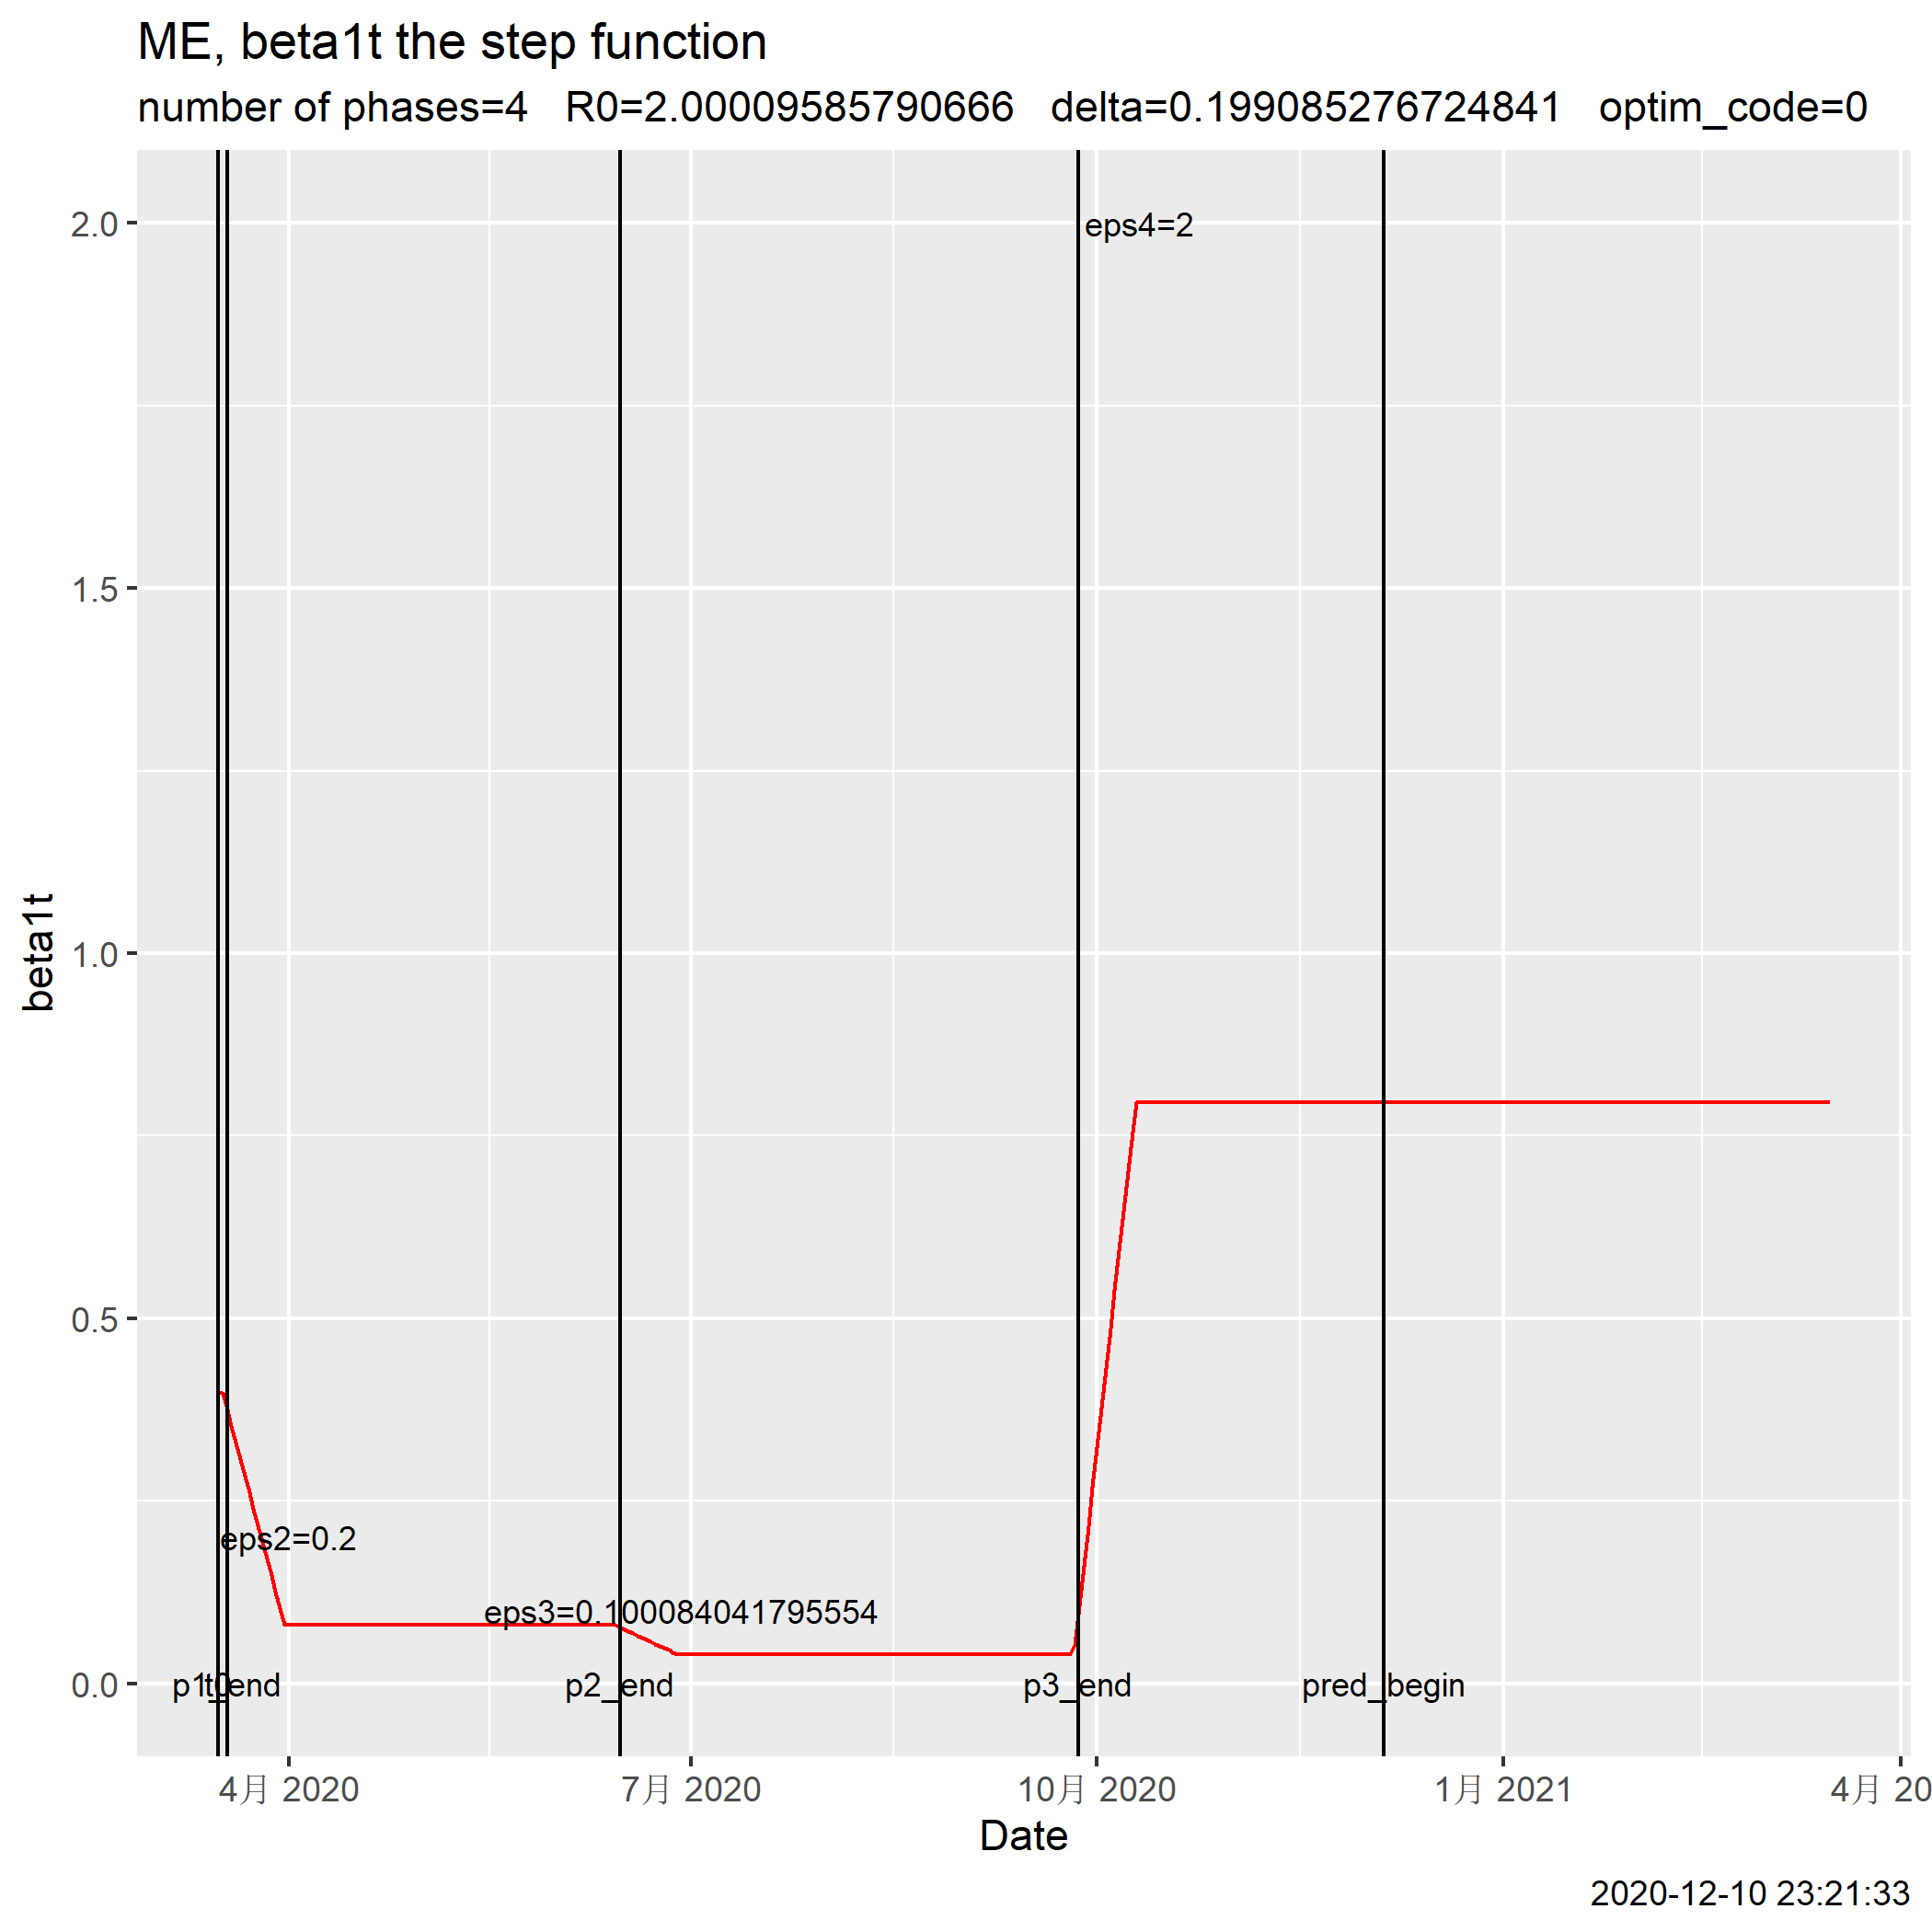 ME, beta1t the step function
number of phases=4   R0=2.00009585790666   delta=0.199085276724841   optim_code=0
2.0
eps4=2
1.5
1.0
beta1t
0.5
eps2=0.2
eps3=0.100084041795554
0.0
p1_end
t0
p2_end
p3_end
pred_begin
4月 2020
7月 2020
10月 2020
1月 2021
4月 20
Date
2020-12-10 23:21:33